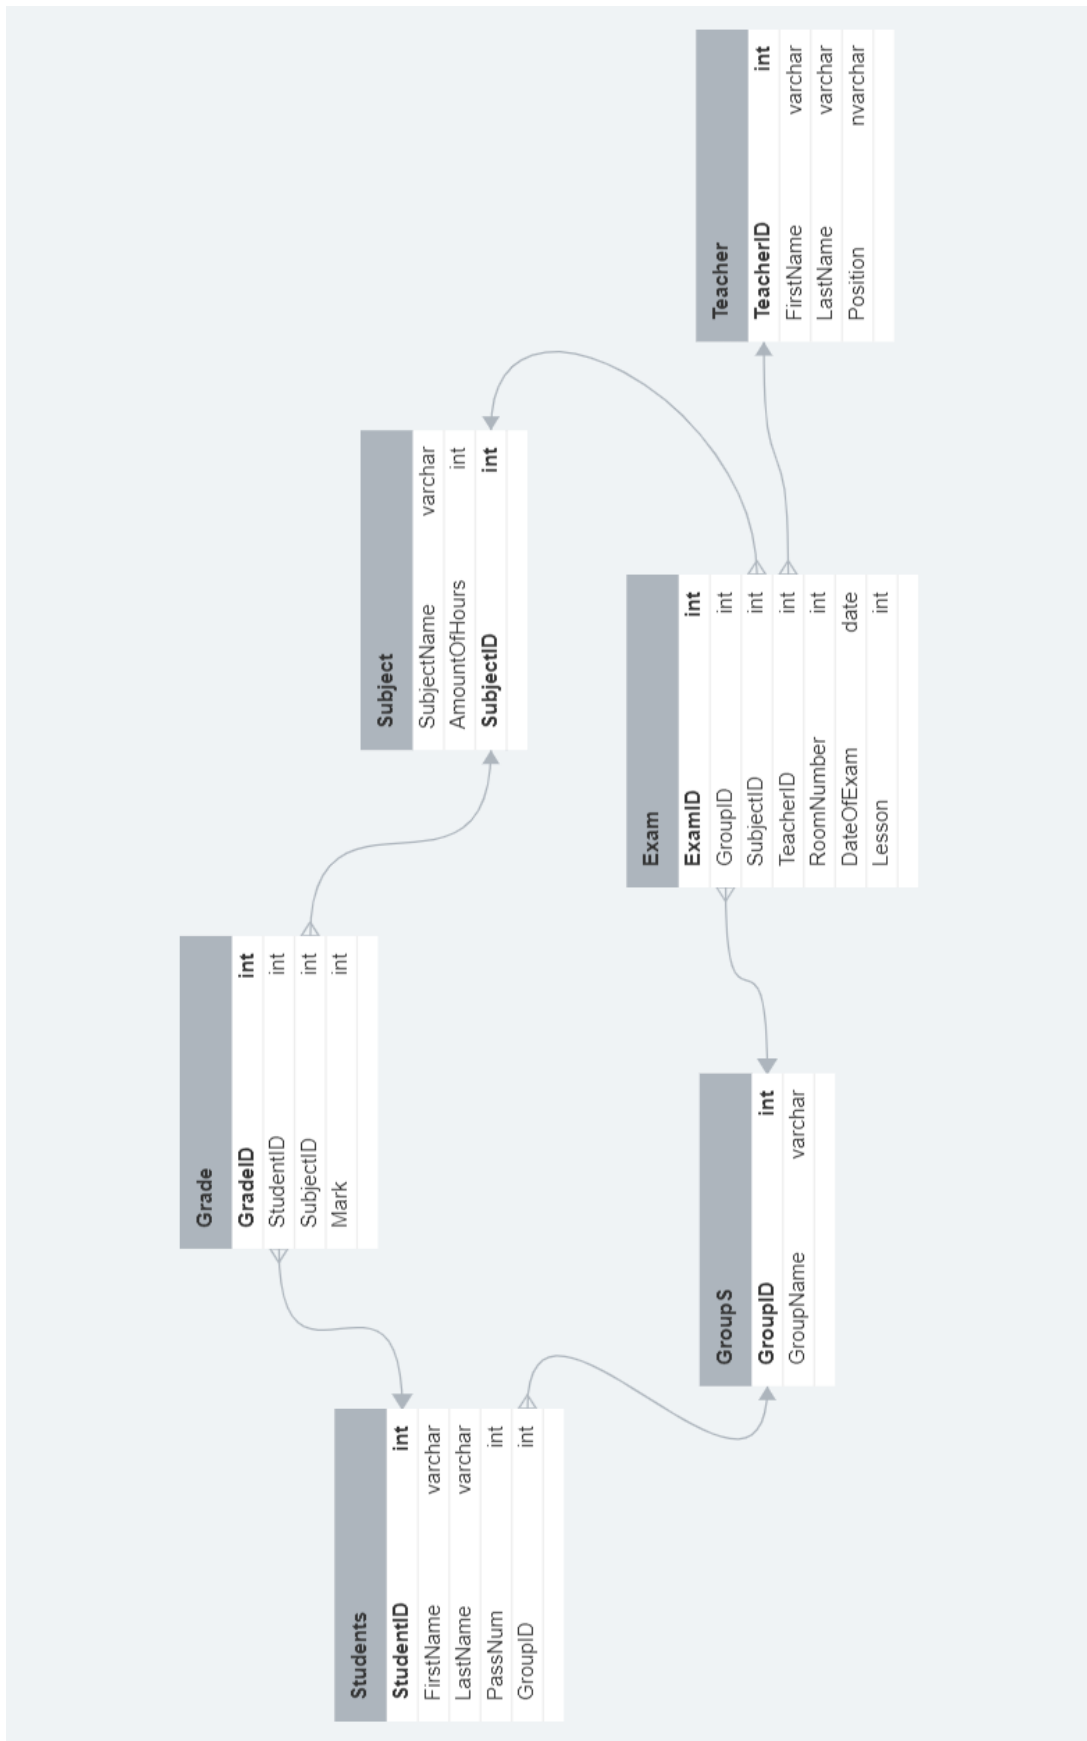 Students
StudentID int
FirstName varchar
LastName varchar
PassNum int
GroupID int
Grade
GradeID int
StudentID int
SubjectID int
Mark int
GroupS
GroupID int
GroupName varchar
Subject
SubjectName varchar
AmountOfHours int
SubjectID int
Exam
ExamID int
GroupID int
SubjectID int
TeacherID int
RoomNumber int
DateOfExam date
Lesson int
Teacher
TeacherID int
FirstName varchar
LastName varchar
Position nvarchar